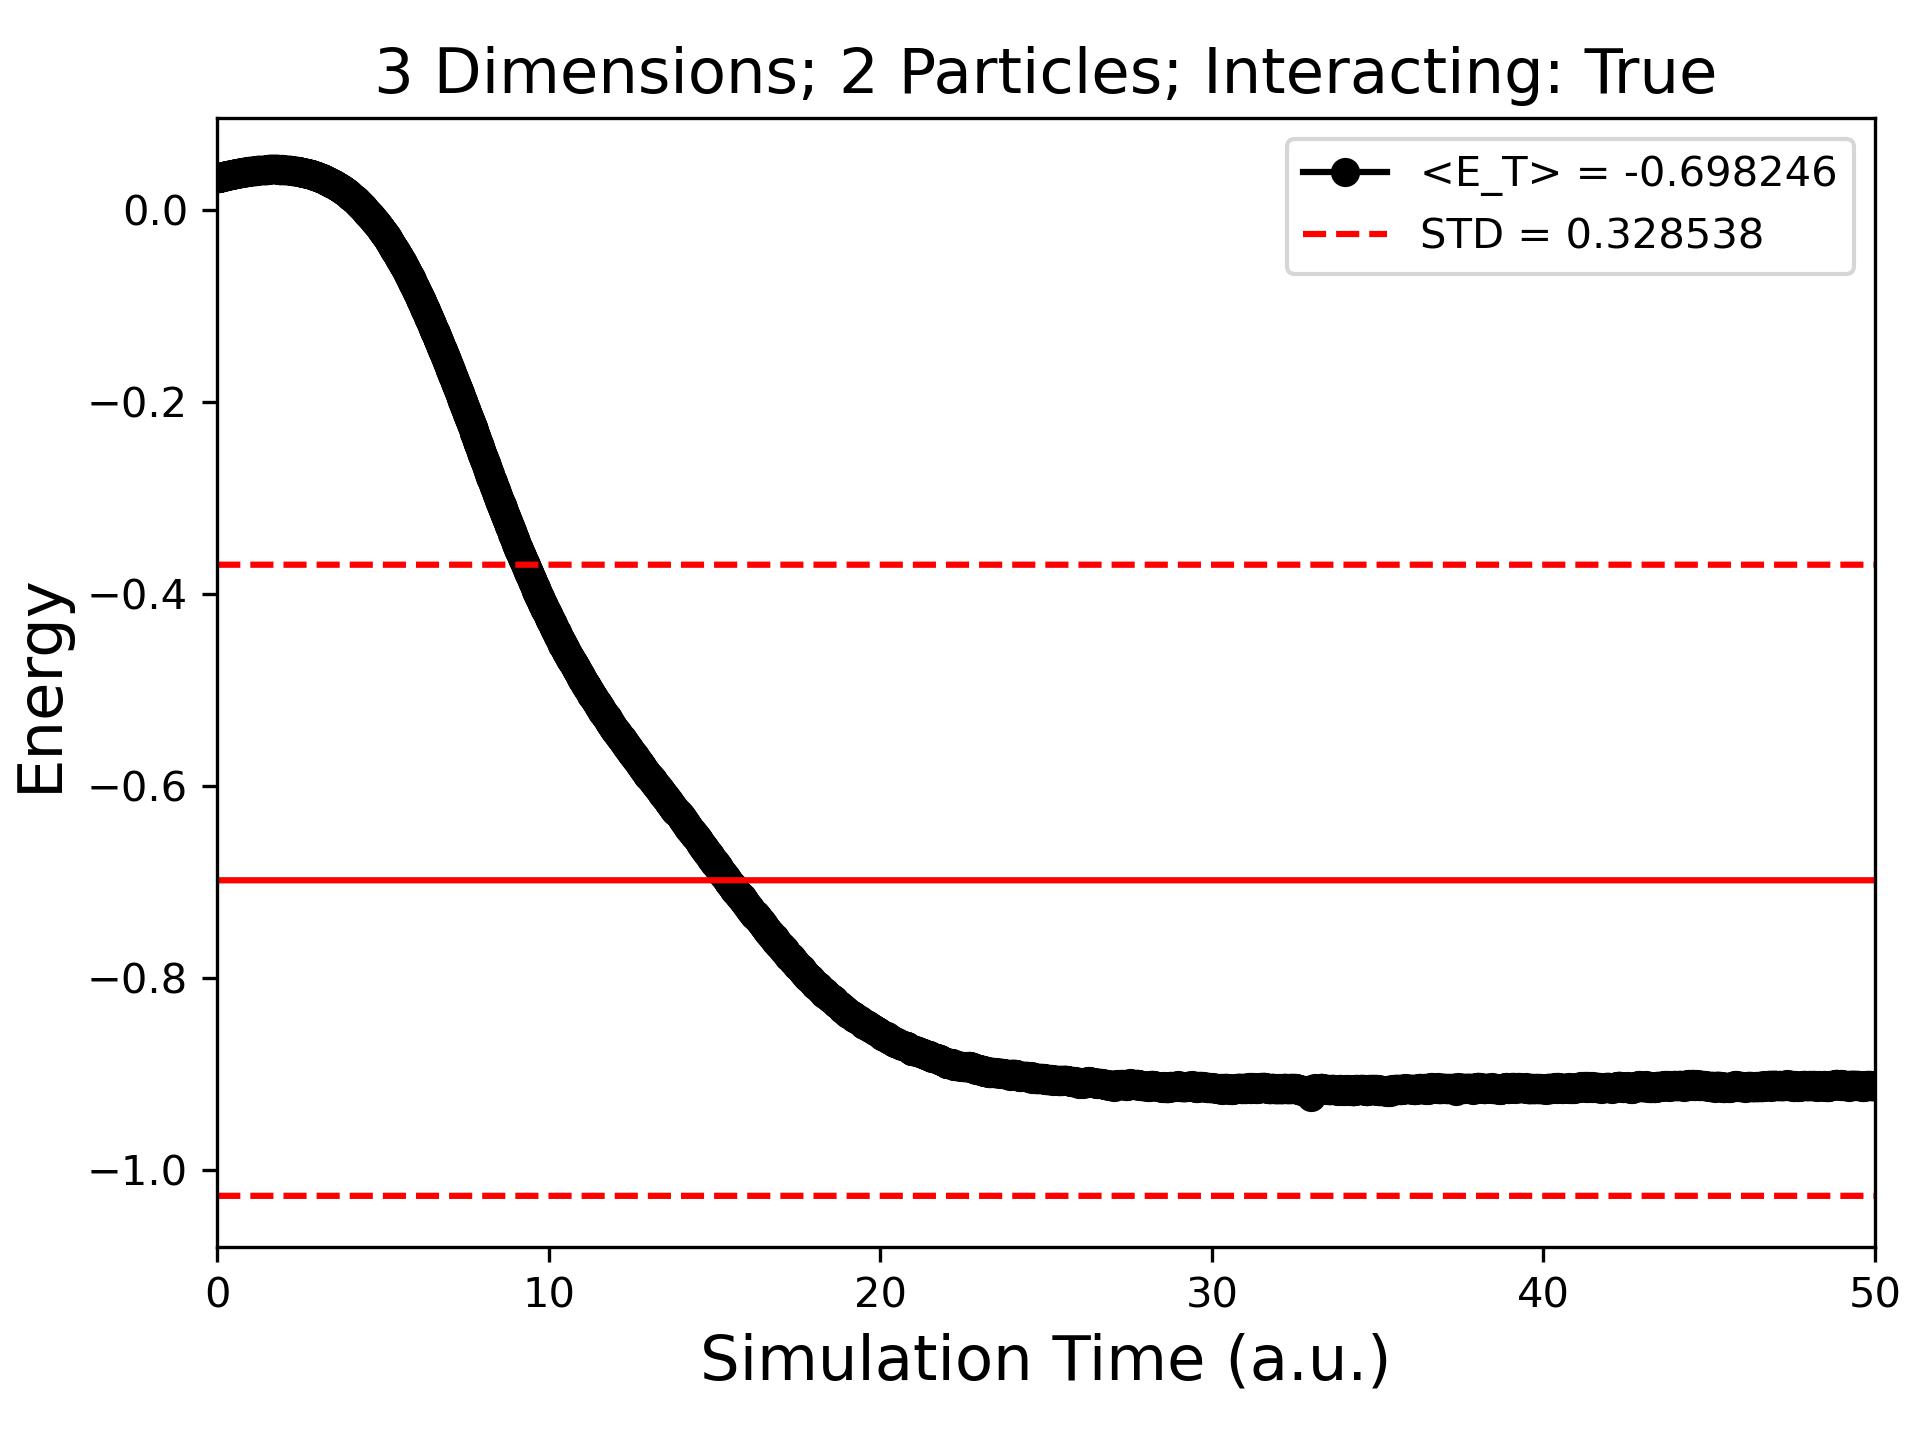 3 Dimensions; 2 Particles; Interacting: True
<E_T> = -0.698246
STD = 0.328538
Energy
0.0
−0.2
−0.4
−0.6
−0.8
−1.0
0 10 20 30 40 50
Simulation Time (a.u.)